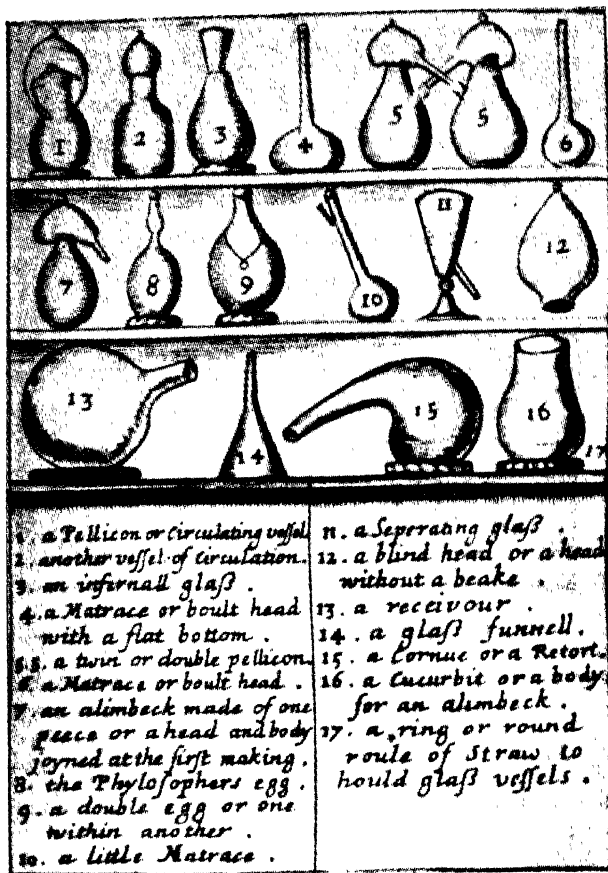 1
2
3
4
5
5
6
7
8
9
10
11
12
13
14
15
16
17
1. a Pellicon or Circulating veſsel
2. another veſsel of Circulation.
3. an infernall glaſs .
4. a Matrace or boult head
with a flat bottom .
5.5. a twin or double pellicon.
6. a Matrace or boult head .
7. an alimbeck made of one
peece or a head and body
joyned at the first making .
8. the Phyloſophers egg .
9. a double egg or one
within another .
10. a little Matrace .
11. a Seperating glaſs .
12. a blind head or a head
without a beake .
13. a receivour .
14. a glaſs funnell.
15. a Cornue or a Retort.
16. a Cucurbit or a body
for an alimbeck .
17. a ring or round
roule of Straw to
hould glaſs veſsels .